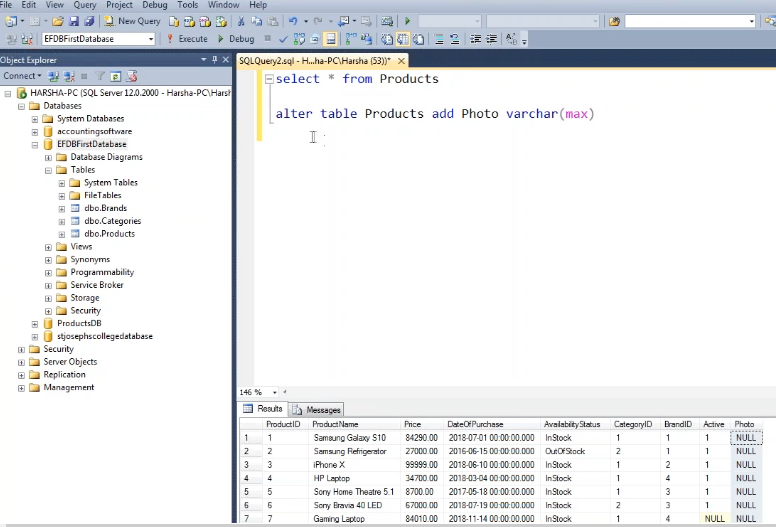 File Edit View Query Project Debug Tools Window Help
New Query
EFDBFirstDatabase Execute Debug
Object Explorer
Connect
HARSHA-PC (SQL Server 12.0.2000 - Harsha-PC\Harsh
Databases
System Databases
accountingsoftware
EFDBFirstDatabase
Database Diagrams
Tables
System Tables
FileTables
dbo.Brands
dbo.Categories
dbo.Products
Views
Synonyms
Programmability
Service Broker
Storage
Security
ProductsDB
stjosephscollegedatabase
Security
Server Objects
Replication
Management
SQLQuery2.sql - H...ha-PC\Harsha (53))*
select * from Products
alter table Products add Photo varchar(max)
146 %
Results Messages
ProductID ProductName Price DateOfPurchase AvailabilityStatus CategoryID BrandID Active Photo
1 1 Samsung Galaxy S10 84290.00 2018-07-01 00:00:00.000 InStock 1 1 1 NULL
2 2 Samsung Refrigerator 27000.00 2016-06-15 00:00:00.000 OutOfStock 2 1 1 NULL
3 3 iPhone X 99999.00 2018-06-10 00:00:00.000 InStock 1 2 1 NULL
4 4 HP Laptop 34700.00 2018-03-04 00:00:00.000 InStock 1 4 1 NULL
5 5 Sony Home Theatre 5.1 8700.00 2017-05-18 00:00:00.000 InStock 1 3 1 NULL
6 6 Sony Bravia 40 LED 67000.00 2018-07-19 00:00:00.000 InStock 2 3 1 NULL
7 7 Gaming Laptop 84010.00 2018-11-14 00:00:00.000 InStock 1 4 NULL NULL